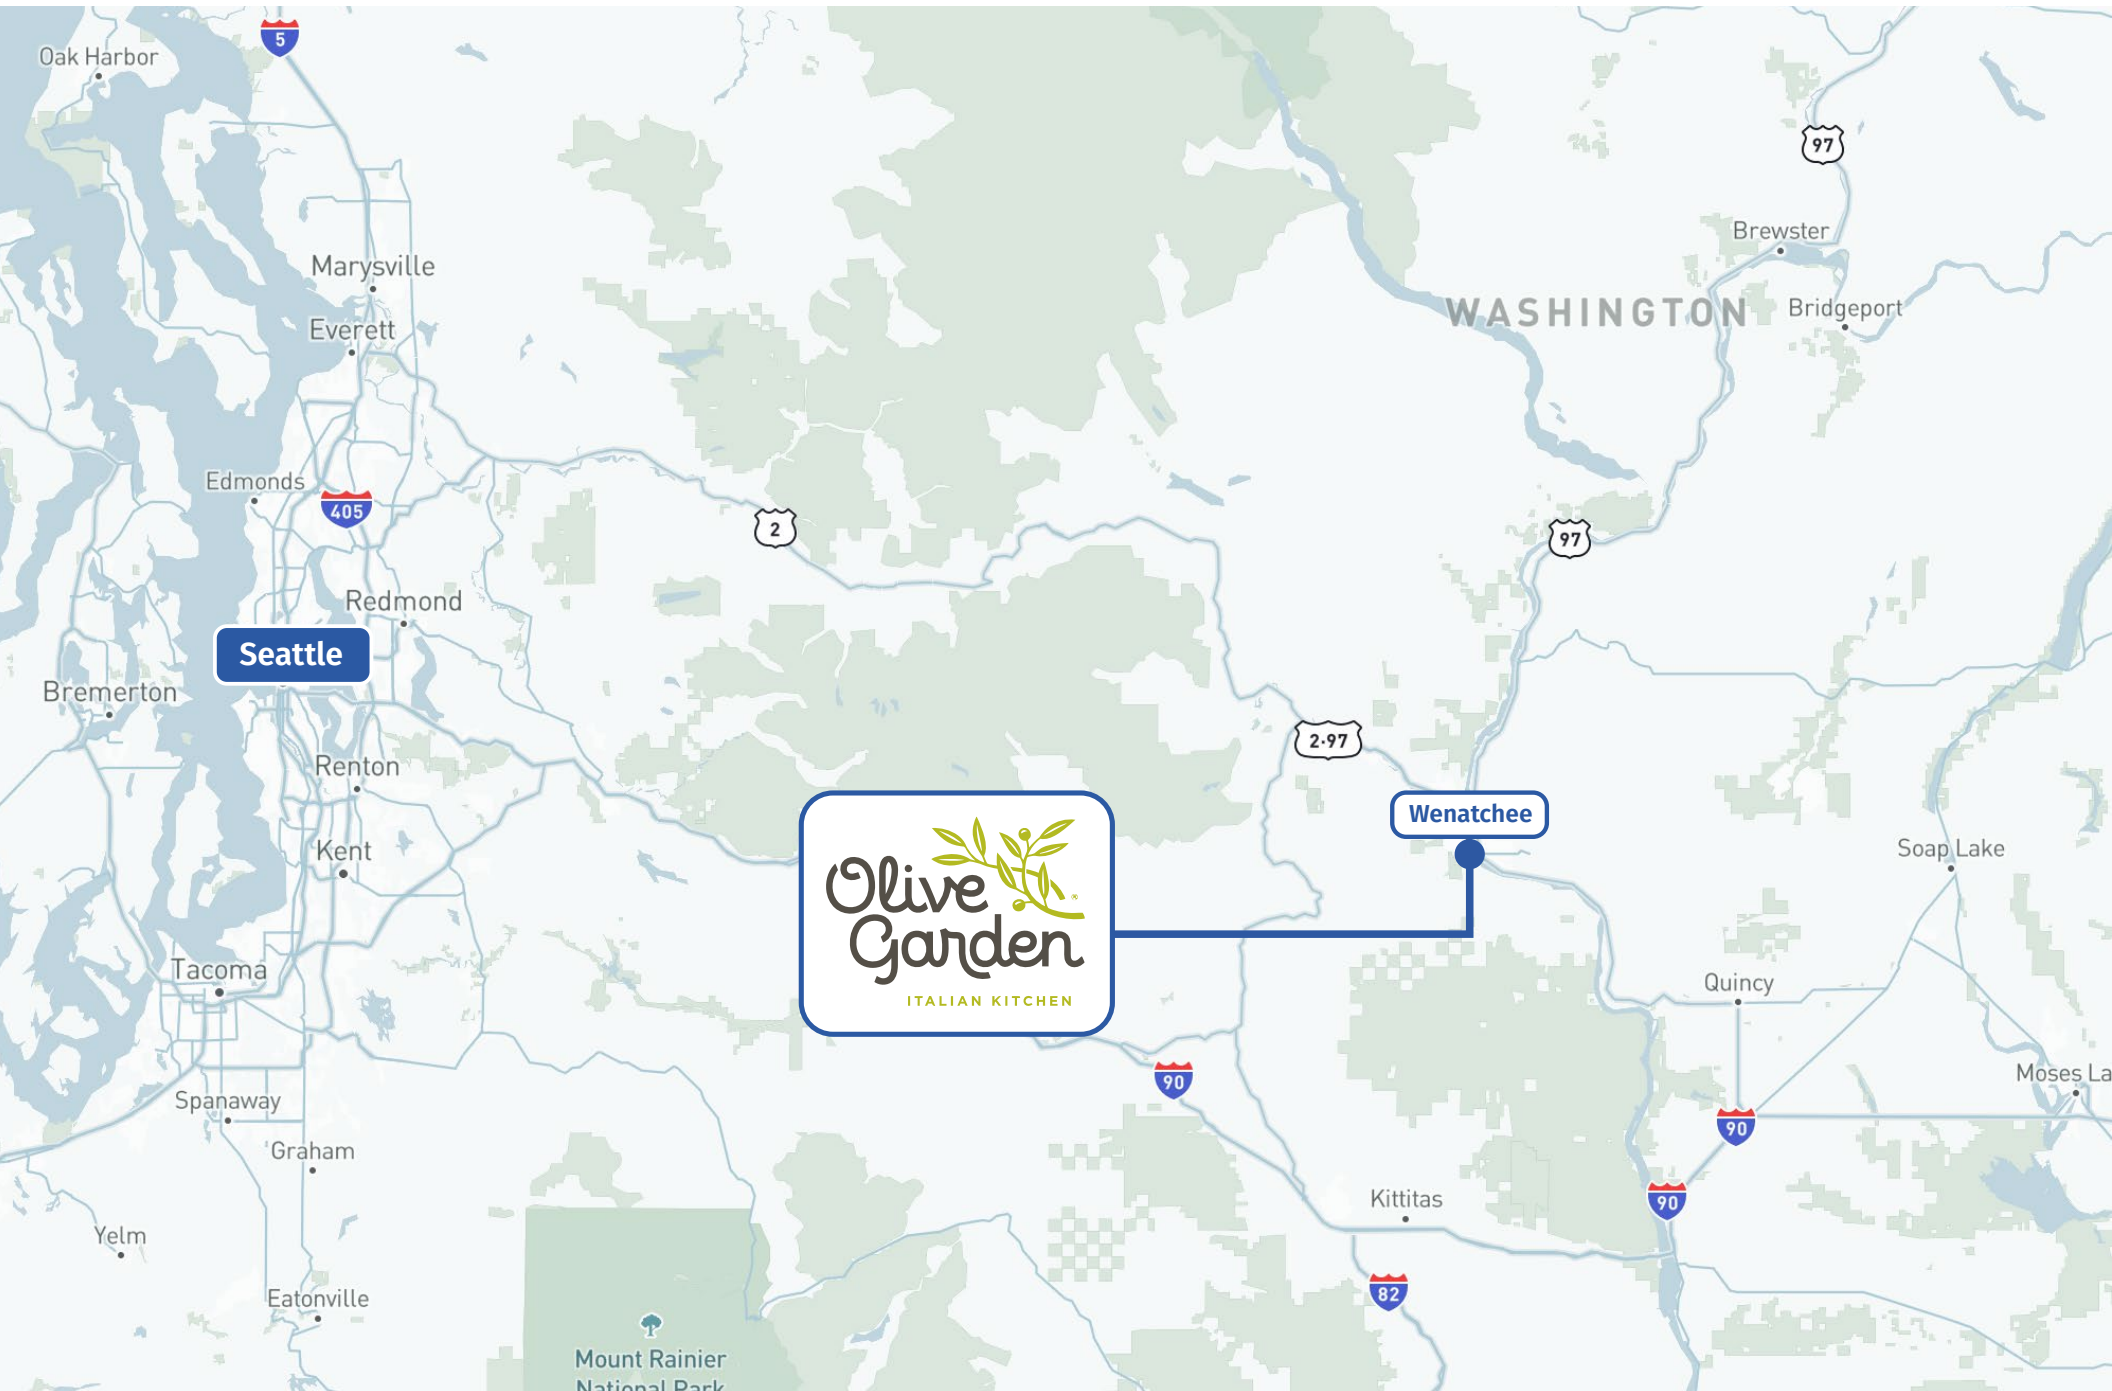 5
Oak Harbor
97
Brewster
Marysville
WASHINGTON
Bridgeport
Everett
Edmonds
405
2
97
Redmond
Seattle
Bremerton
2·97
Renton
Wenatchee
Kent
Soap Lake
Olive
Garden
®
ITALIAN KITCHEN
Tacoma
Quincy
90
Moses La
Spanaway
90
Graham
Kittitas
90
Yelm
Eatonville
82
Mount Rainier
National Park